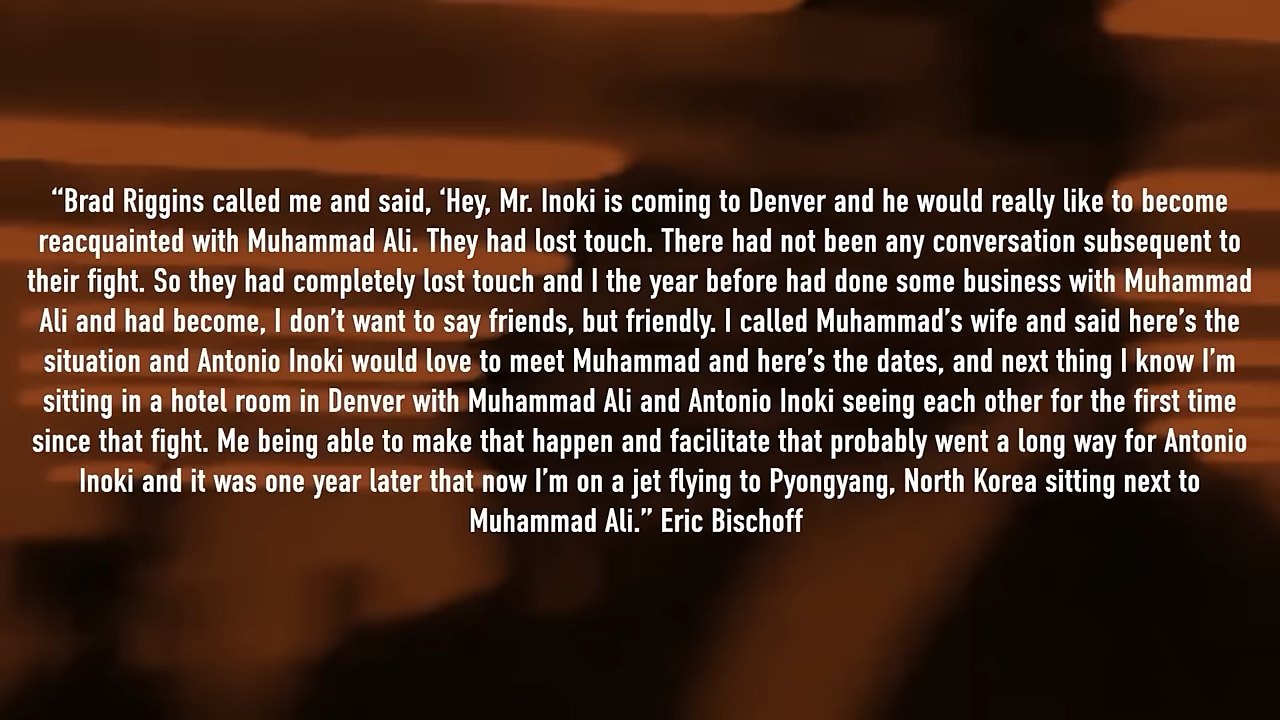 “Brad Riggins called me and said, ‘Hey, Mr. Inoki is coming to Denver and he would really like to become
reacquainted with Muhammad Ali. They had lost touch. There had not been any conversation subsequent to
their fight. So they had completely lost touch and I the year before had done some business with Muhammad
Ali and had become, I don’t want to say friends, but friendly. I called Muhammad’s wife and said here’s the
situation and Antonio Inoki would love to meet Muhammad and here’s the dates, and next thing I know I’m
sitting in a hotel room in Denver with Muhammad Ali and Antonio Inoki seeing each other for the first time
since that fight. Me being able to make that happen and facilitate that probably went a long way for Antonio
Inoki and it was one year later that now I’m on a jet flying to Pyongyang, North Korea sitting next to
Muhammad Ali.” Eric Bischoff